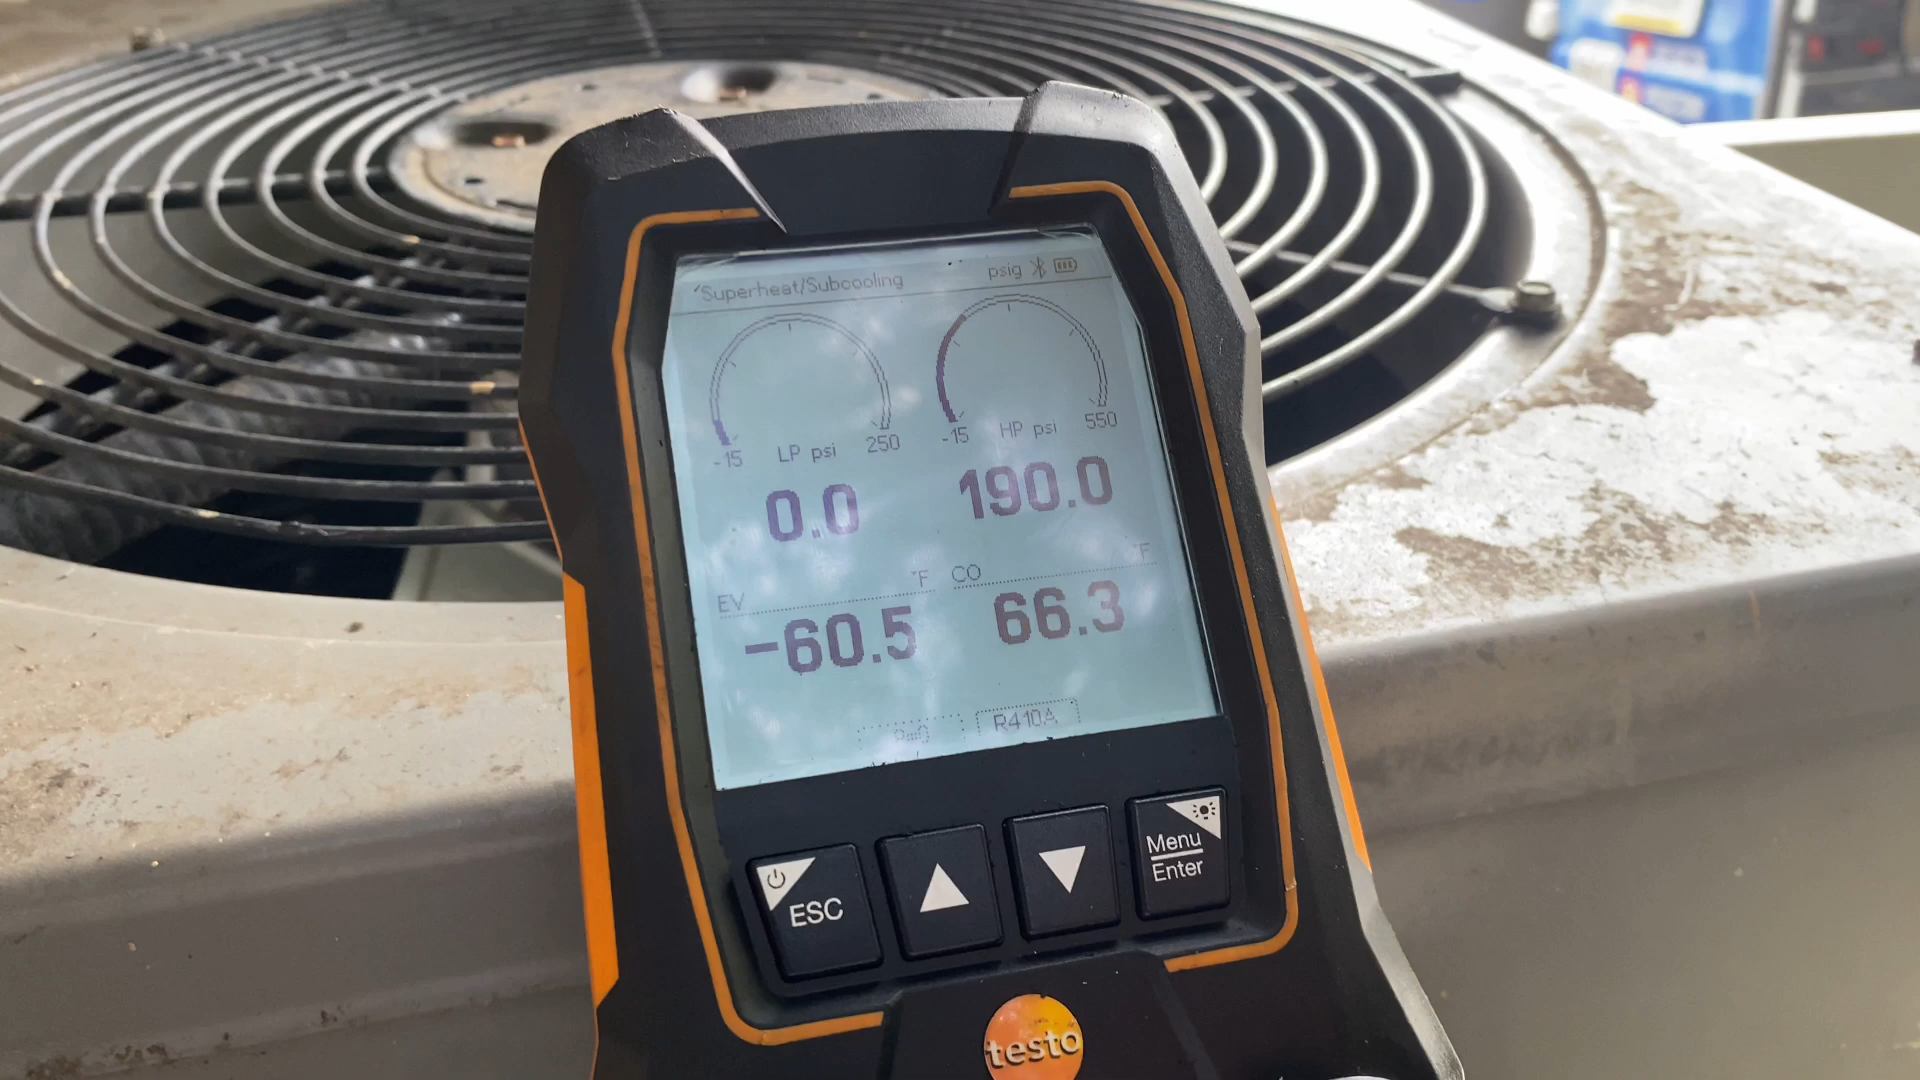 Superheat/Subcooling psig
-15 LP psi 250
-15 HP psi 550
0.0 190.0
EV °F CO °F
-60.5 66.3
R410A
ESC
Menu
Enter
testo